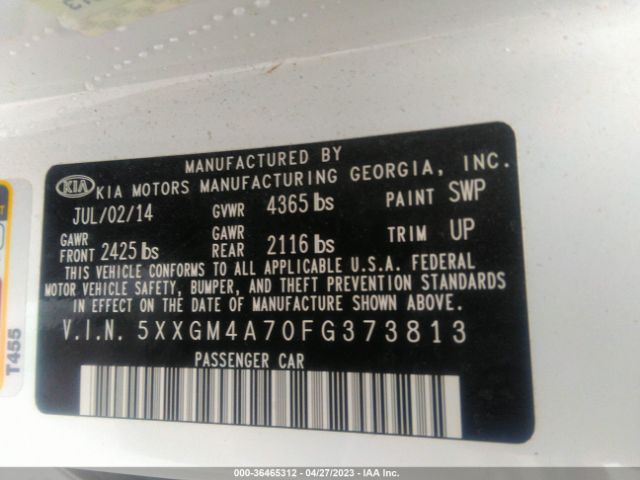 MANUFACTURED BY
KIA KIA MOTORS MANUFACTURING GEORGIA, INC.
JUL/02/14 GVWR 4365 lbs PAINT SWP
GAWR FRONT 2425 lbs GAWR REAR 2116 lbs TRIM UP
THIS VEHICLE CONFORMS TO ALL APPLICABLE U.S.A. FEDERAL
MOTOR VEHICLE SAFETY, BUMPER, AND THEFT PREVENTION STANDARDS
IN EFFECT ON THE DATE OF MANUFACTURE SHOWN ABOVE.
V.I.N. 5XXGM4A70FG373813
PASSENGER CAR
T455
000-36465312 | 04/27/2023 - IAA Inc.